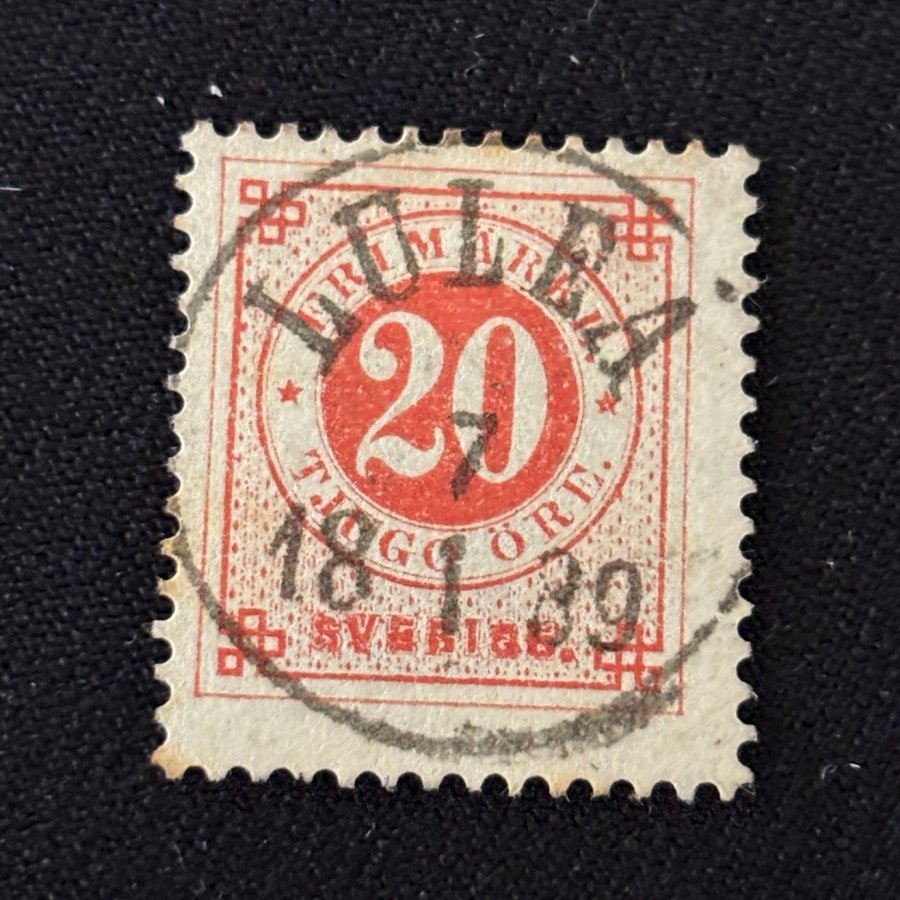 LULEÅ
FRIMÄRKE
20
7
TJUGO ÖRE.
18 1 89
SVERIGE.